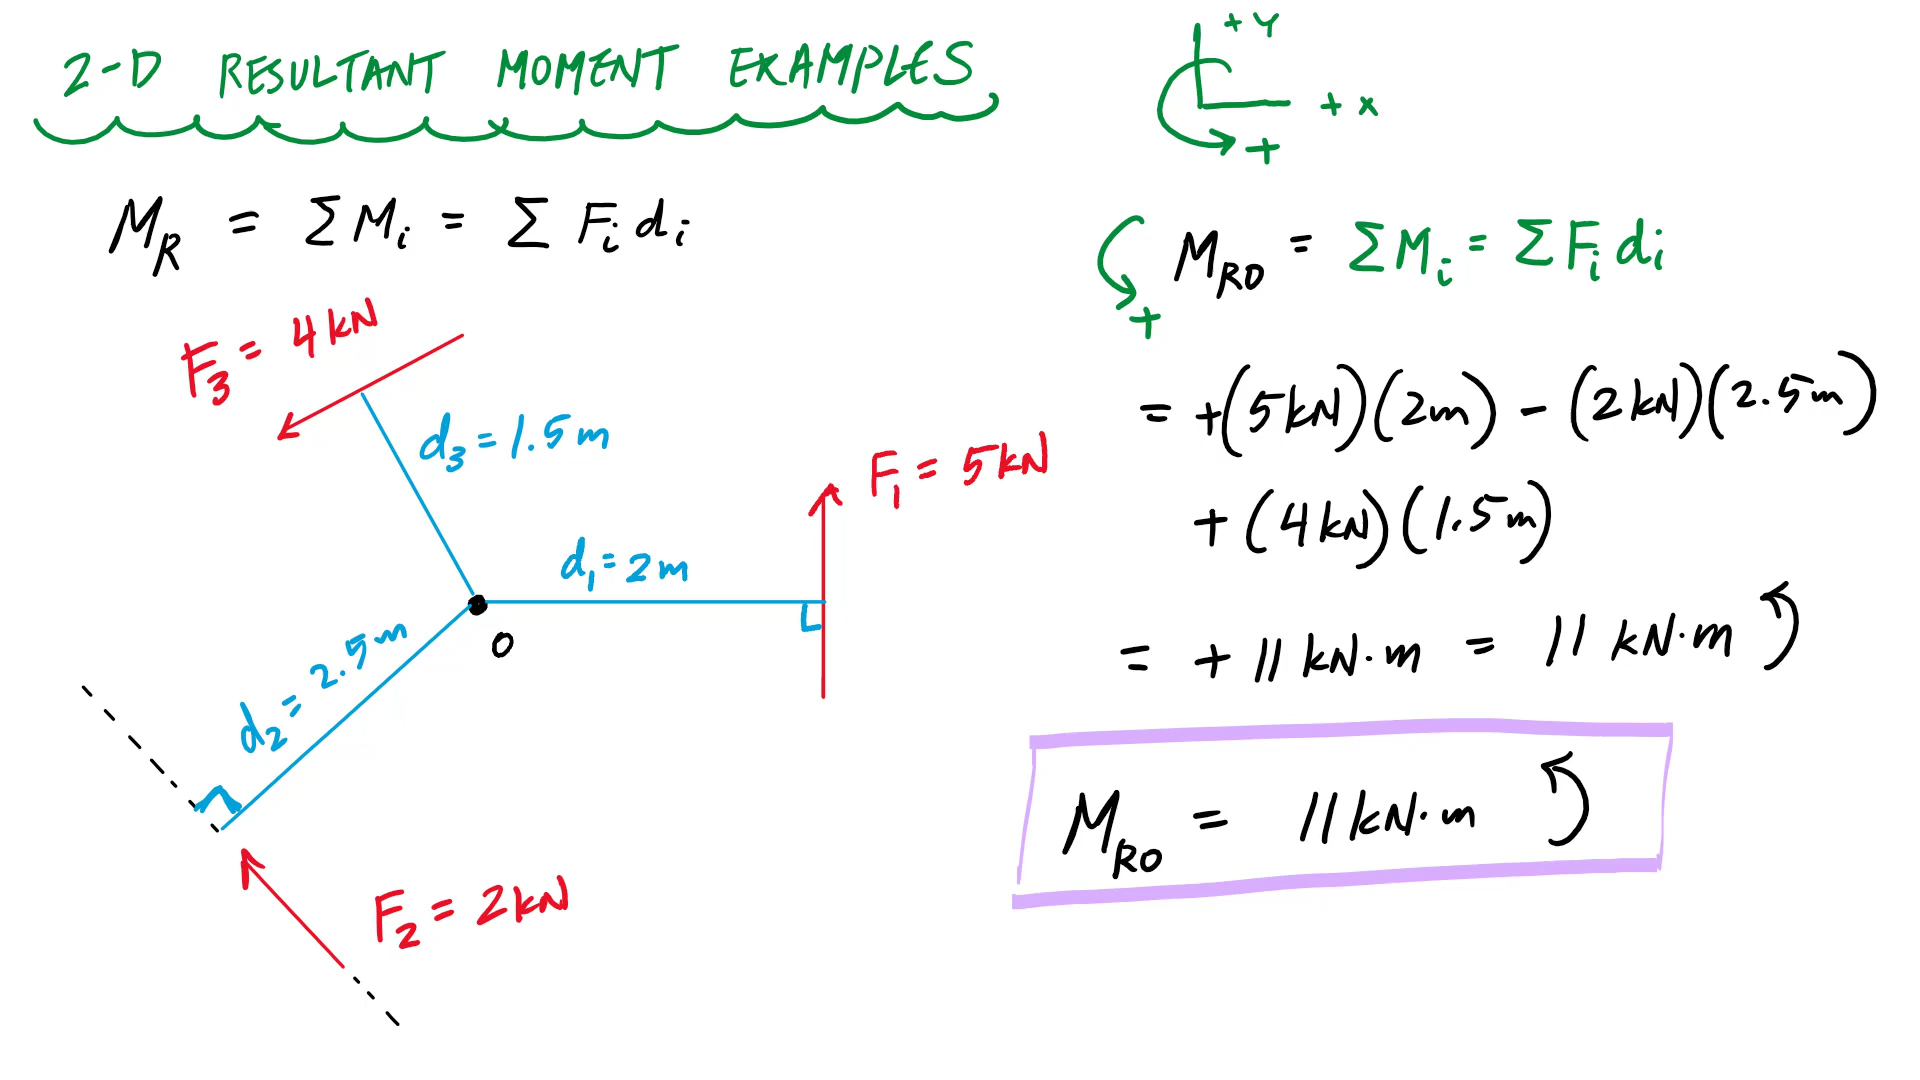 2-D RESULTANT MOMENT EXAMPLES
+Y
+ x
+
M_R = ΣM_i = Σ F_i d_i
+
M_RO = ΣM_i = ΣF_i d_i
F_3 = 4 kN
d_3 = 1.5 m
F_1 = 5 kN
d_1 = 2 m
O
d_2 = 2.5 m
F_2 = 2 kN
= +(5 kN)(2m) - (2 kN)(2.5 m)
+ (4 kN)(1.5 m)
= + 11 kN·m = 11 kN·m
M_RO = 11 kN·m